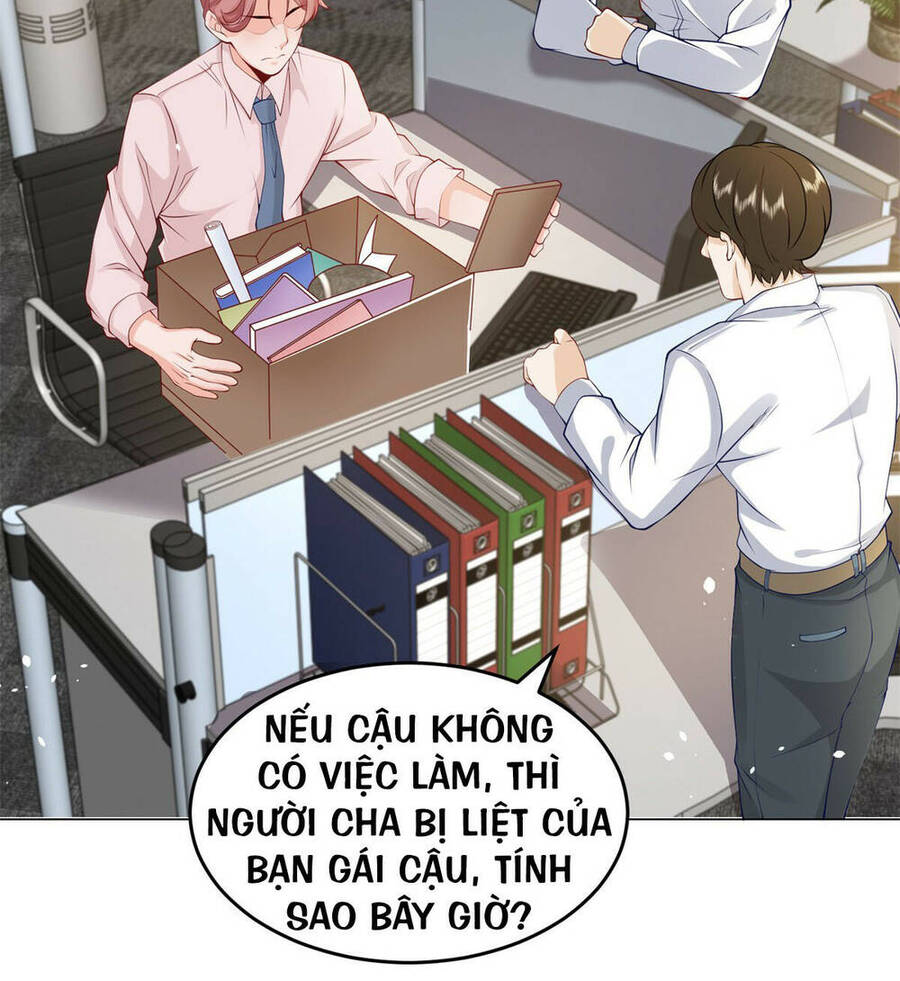 NẾU CẬU KHÔNG
CÓ VIỆC LÀM, THÌ
NGƯỜI CHA BỊ LIỆT CỦA
BẠN GÁI CẬU, TÍNH
SAO BÂY GIỜ?